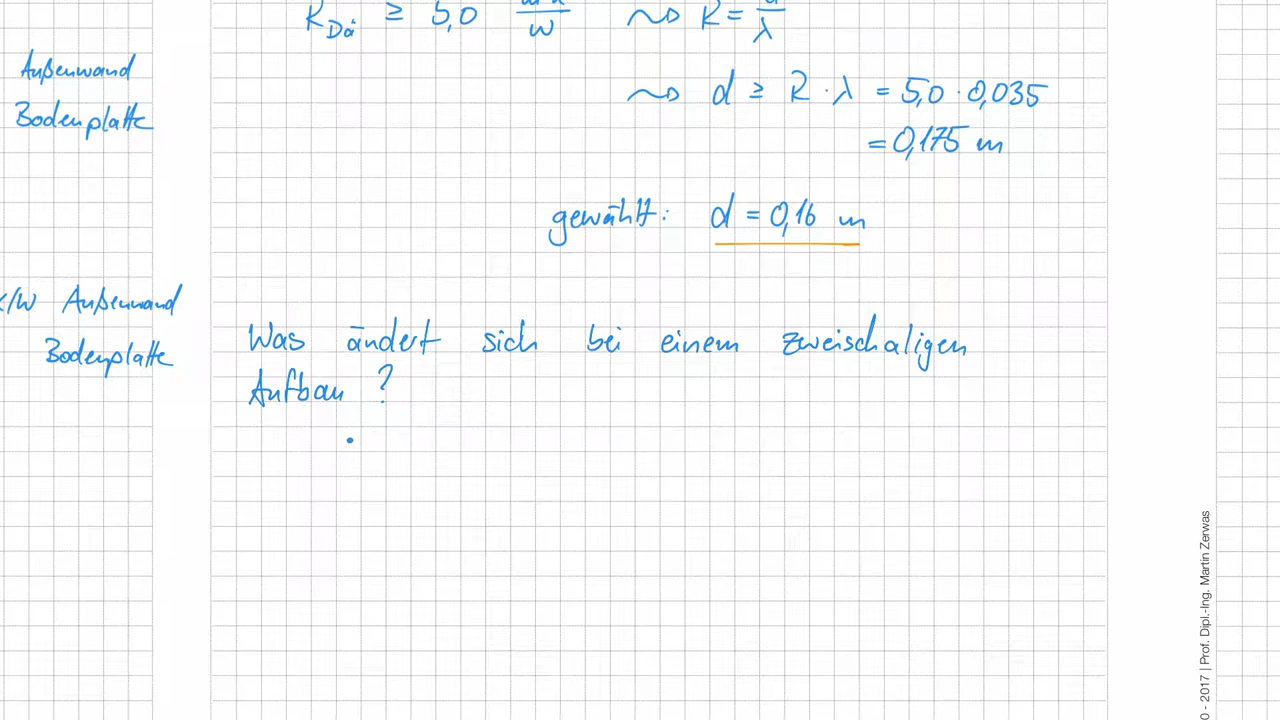 R_Dä ≥ 5,0 m²K/W ⇝ R = d/λ
Außenwand
Bodenplatte
⇝ d ≥ R · λ = 5,0 · 0,035
= 0,175 m
gewählt: d = 0,16 m
K/W Außenwand
Bodenplatte
Was ändert sich bei einem zweischaligen
Aufbau ?
0 - 2017 | Prof. Dipl.-Ing. Martin Zerwas